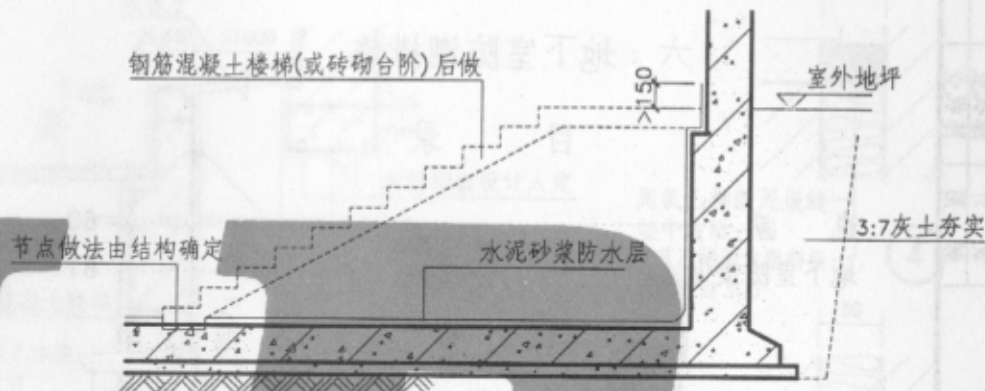 钢筋混凝土楼梯(或砖砌台阶)后做
>150
室外地坪
3:7灰土夯实
节点做法由结构确定
水泥砂浆防水层